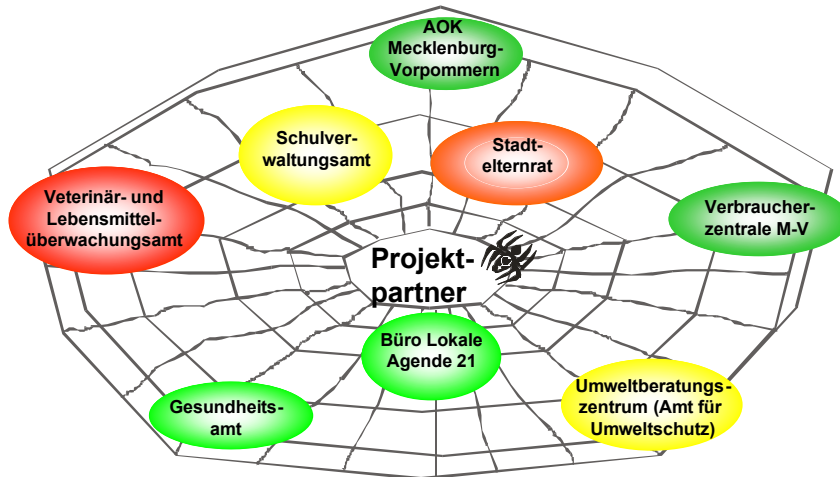 AOK
Mecklenburg-
Vorpommern
Schulver-
waltungsamt
Stadt-
elternrat
Veterinär- und
Lebensmittel-
überwachungsamt
Verbraucher-
zentrale M-V
Projekt-
partner
Büro Lokale
Agende 21
Gesundheits-
amt
Umweltberatungs-
zentrum (Amt für
Umweltschutz)